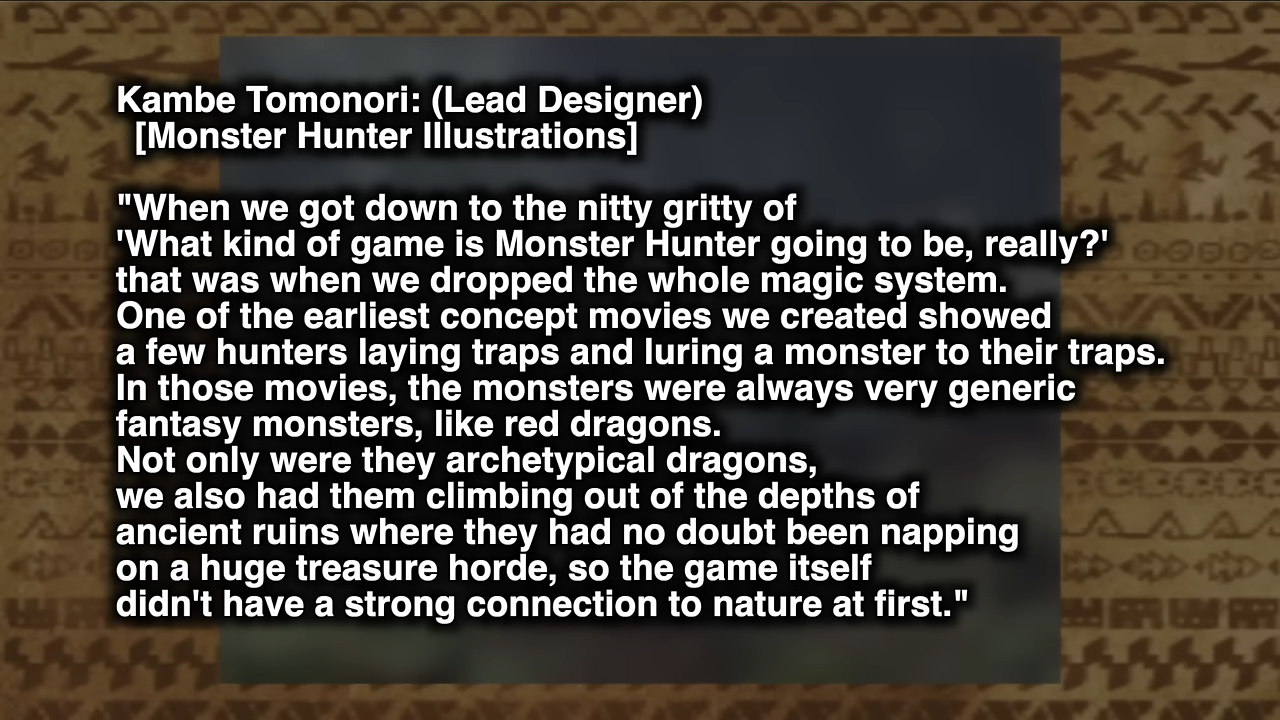 Kambe Tomonori: (Lead Designer)
[Monster Hunter Illustrations]
"When we got down to the nitty gritty of
'What kind of game is Monster Hunter going to be, really?'
that was when we dropped the whole magic system.
One of the earliest concept movies we created showed
a few hunters laying traps and luring a monster to their traps.
In those movies, the monsters were always very generic
fantasy monsters, like red dragons.
Not only were they archetypical dragons,
we also had them climbing out of the depths of
ancient ruins where they had no doubt been napping
on a huge treasure horde, so the game itself
didn't have a strong connection to nature at first."